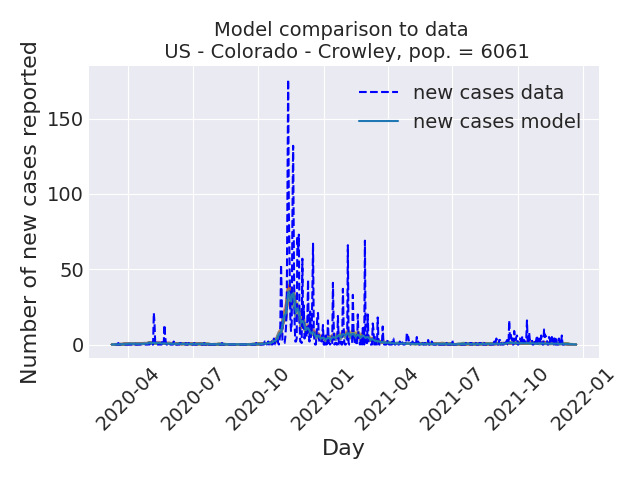 Model comparison to data
US - Colorado - Crowley, pop. = 6061
Number of new cases reported
150
100
50
0
new cases data
new cases model
2020-04
2020-07
2020-10
2021-01
2021-04
2021-07
2021-10
2022-01
Day